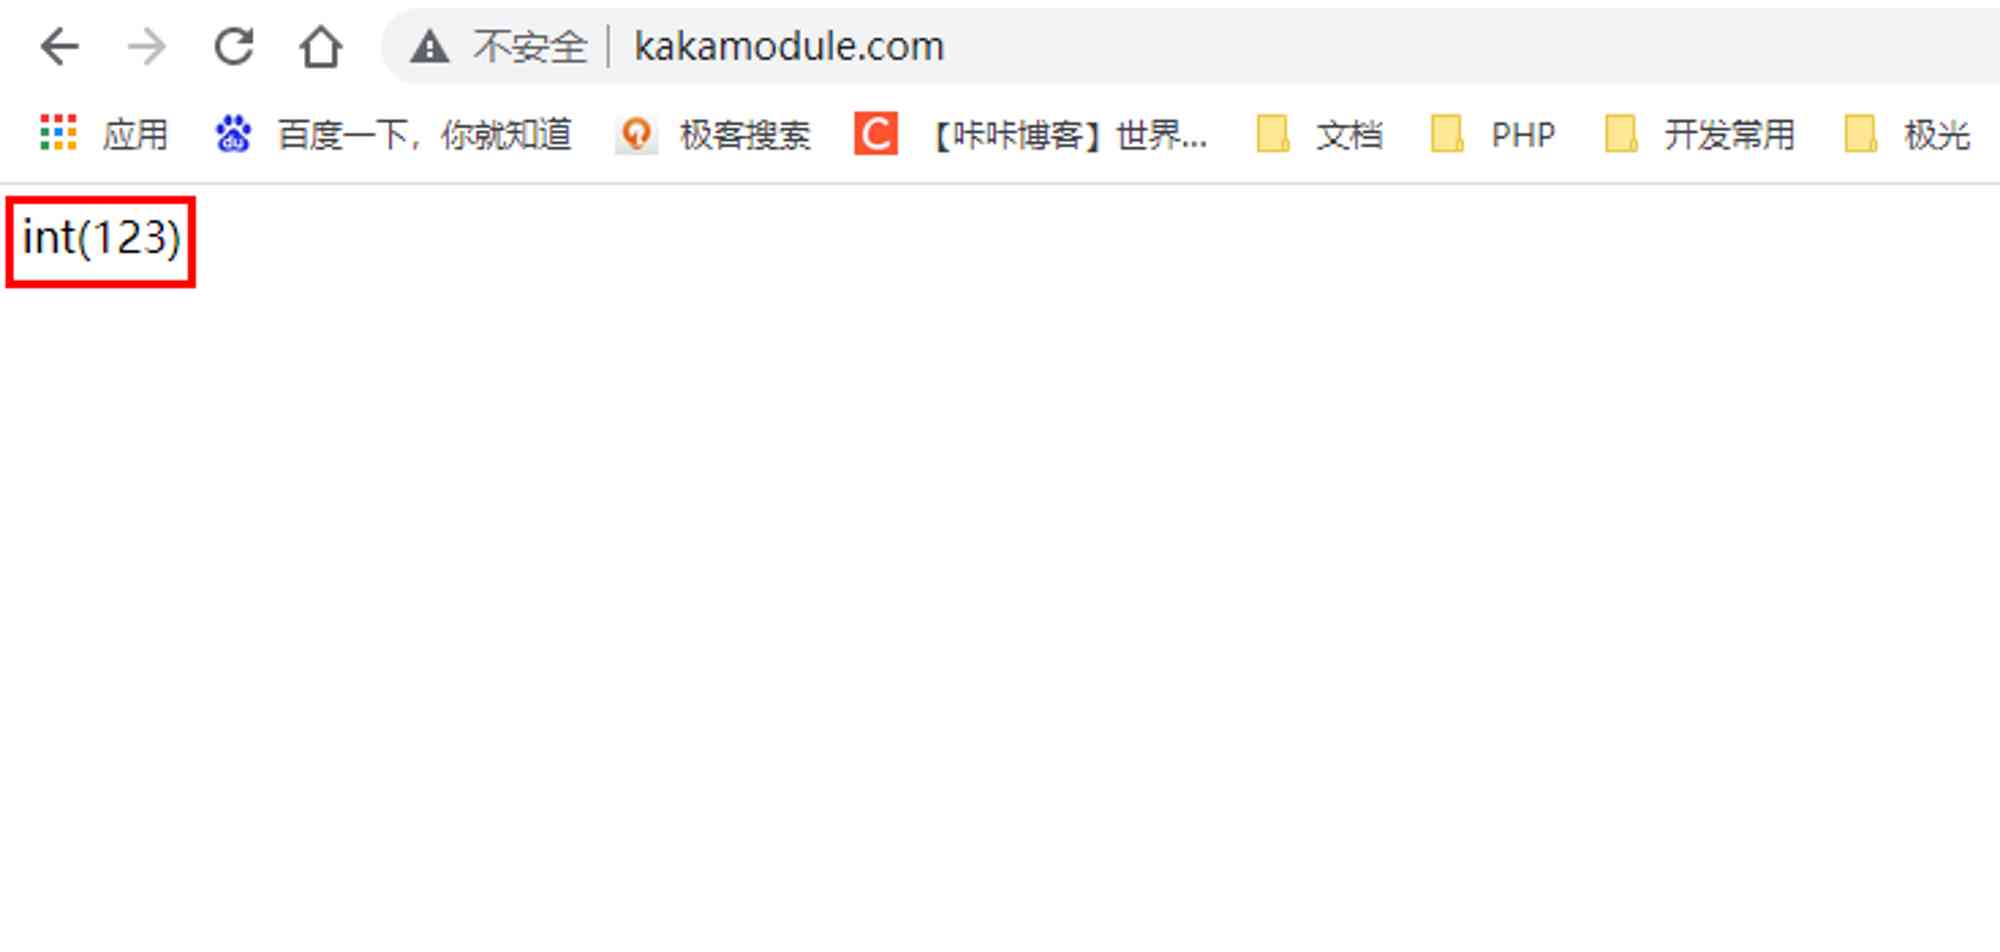 不安全 kakamodule.com
应用 百度一下，你就知道 极客搜索 C 【咔咔博客】世界... 文档 PHP 开发常用 极光
int(123)